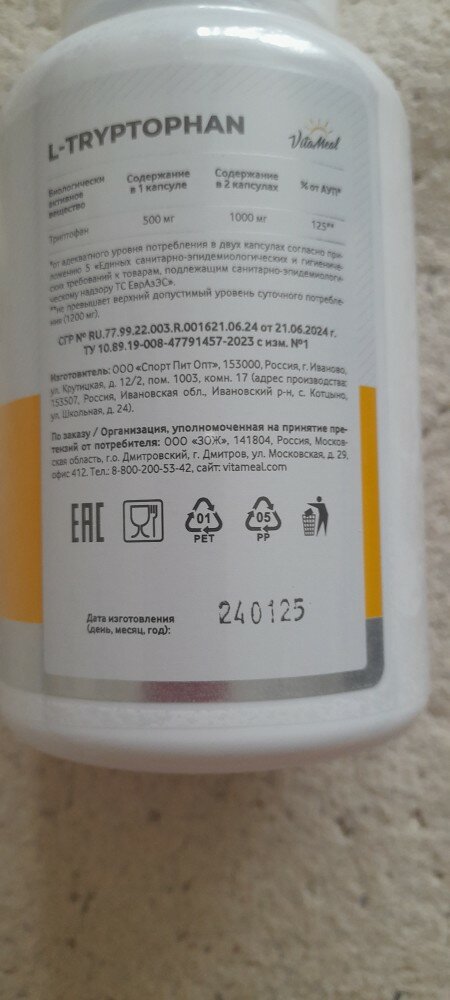 L-TRYPTOPHAN
VitaMeal
Биологически активное вещество
Содержание в 1 капсуле
Содержание в 2 капсулах
% от АУП*
Триптофан
500 мг
1000 мг
125**
*от адекватного уровня потребления в двух капсулах согласно при-
ложению 5 «Единых санитарно-эпидемиологических и гигиениче-
ских требований к товарам, подлежащим санитарно-эпидемиологи-
ческому надзору ТС ЕврАзЭС».
**не превышает верхний допустимый уровень суточного потребле-
ния (1200 мг).
СГР № RU.77.99.22.003.R.001621.06.24 от 21.06.2024 г.
ТУ 10.89.19-008-47791457-2023 с изм. №1
Изготовитель: ООО «Спорт Пит Опт», 153000, Россия, г. Иваново,
ул. Крутицкая, д. 12/2, пом. 1003, комн. 17 (адрес производства:
153507, Россия, Ивановская обл., Ивановский р-н, с. Котцыно,
ул. Школьная, д. 24).
По заказу / Организация, уполномоченная на принятие пре-
тензий от потребителя: ООО «ЗОЖ», 141804, Россия, Москов-
ская область, г.о. Дмитровский, г. Дмитров, ул. Московская, д. 29,
офис 412. Тел.: 8-800-200-53-42, сайт: vitameal.com
EAC
01
PET
05
PP
Дата изготовления
(день, месяц, год):
240125